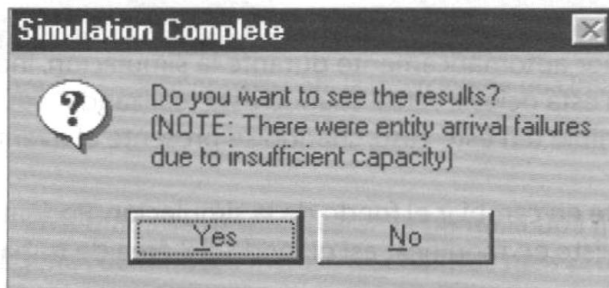 Simulation Complete
Do you want to see the results?
(NOTE: There were entity arrival failures
due to insufficient capacity)
Yes
No